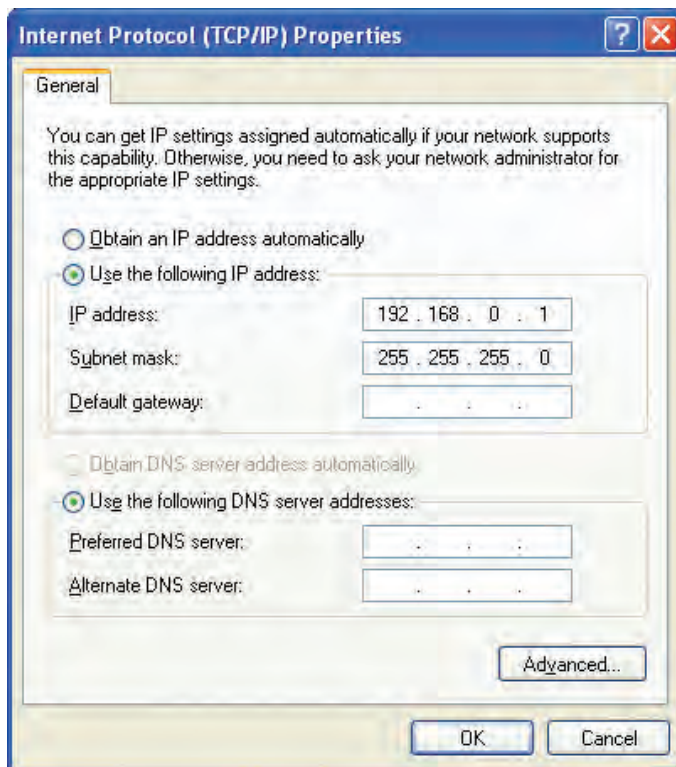 Internet Protocol (TCP/IP) Properties
General
You can get IP settings assigned automatically if your network supports
this capability. Otherwise, you need to ask your network administrator for
the appropriate IP settings.
Obtain an IP address automatically
Use the following IP address:
IP address: 192 . 168 . 0 . 1
Subnet mask: 255 . 255 . 255 . 0
Default gateway: . . .
Obtain DNS server address automatically
Use the following DNS server addresses:
Preferred DNS server: . . .
Alternate DNS server: . . .
Advanced...
OK Cancel